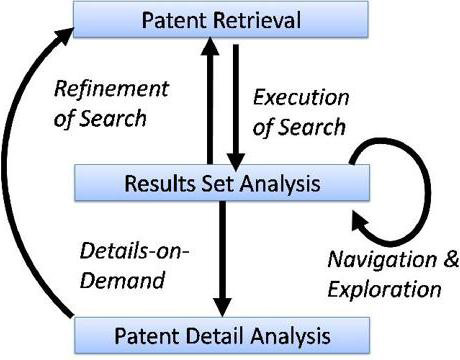 Patent Retrieval
Refinement
of Search
Execution
of Search
Results Set Analysis
Details-on-
Demand
Navigation &
Exploration
Patent Detail Analysis